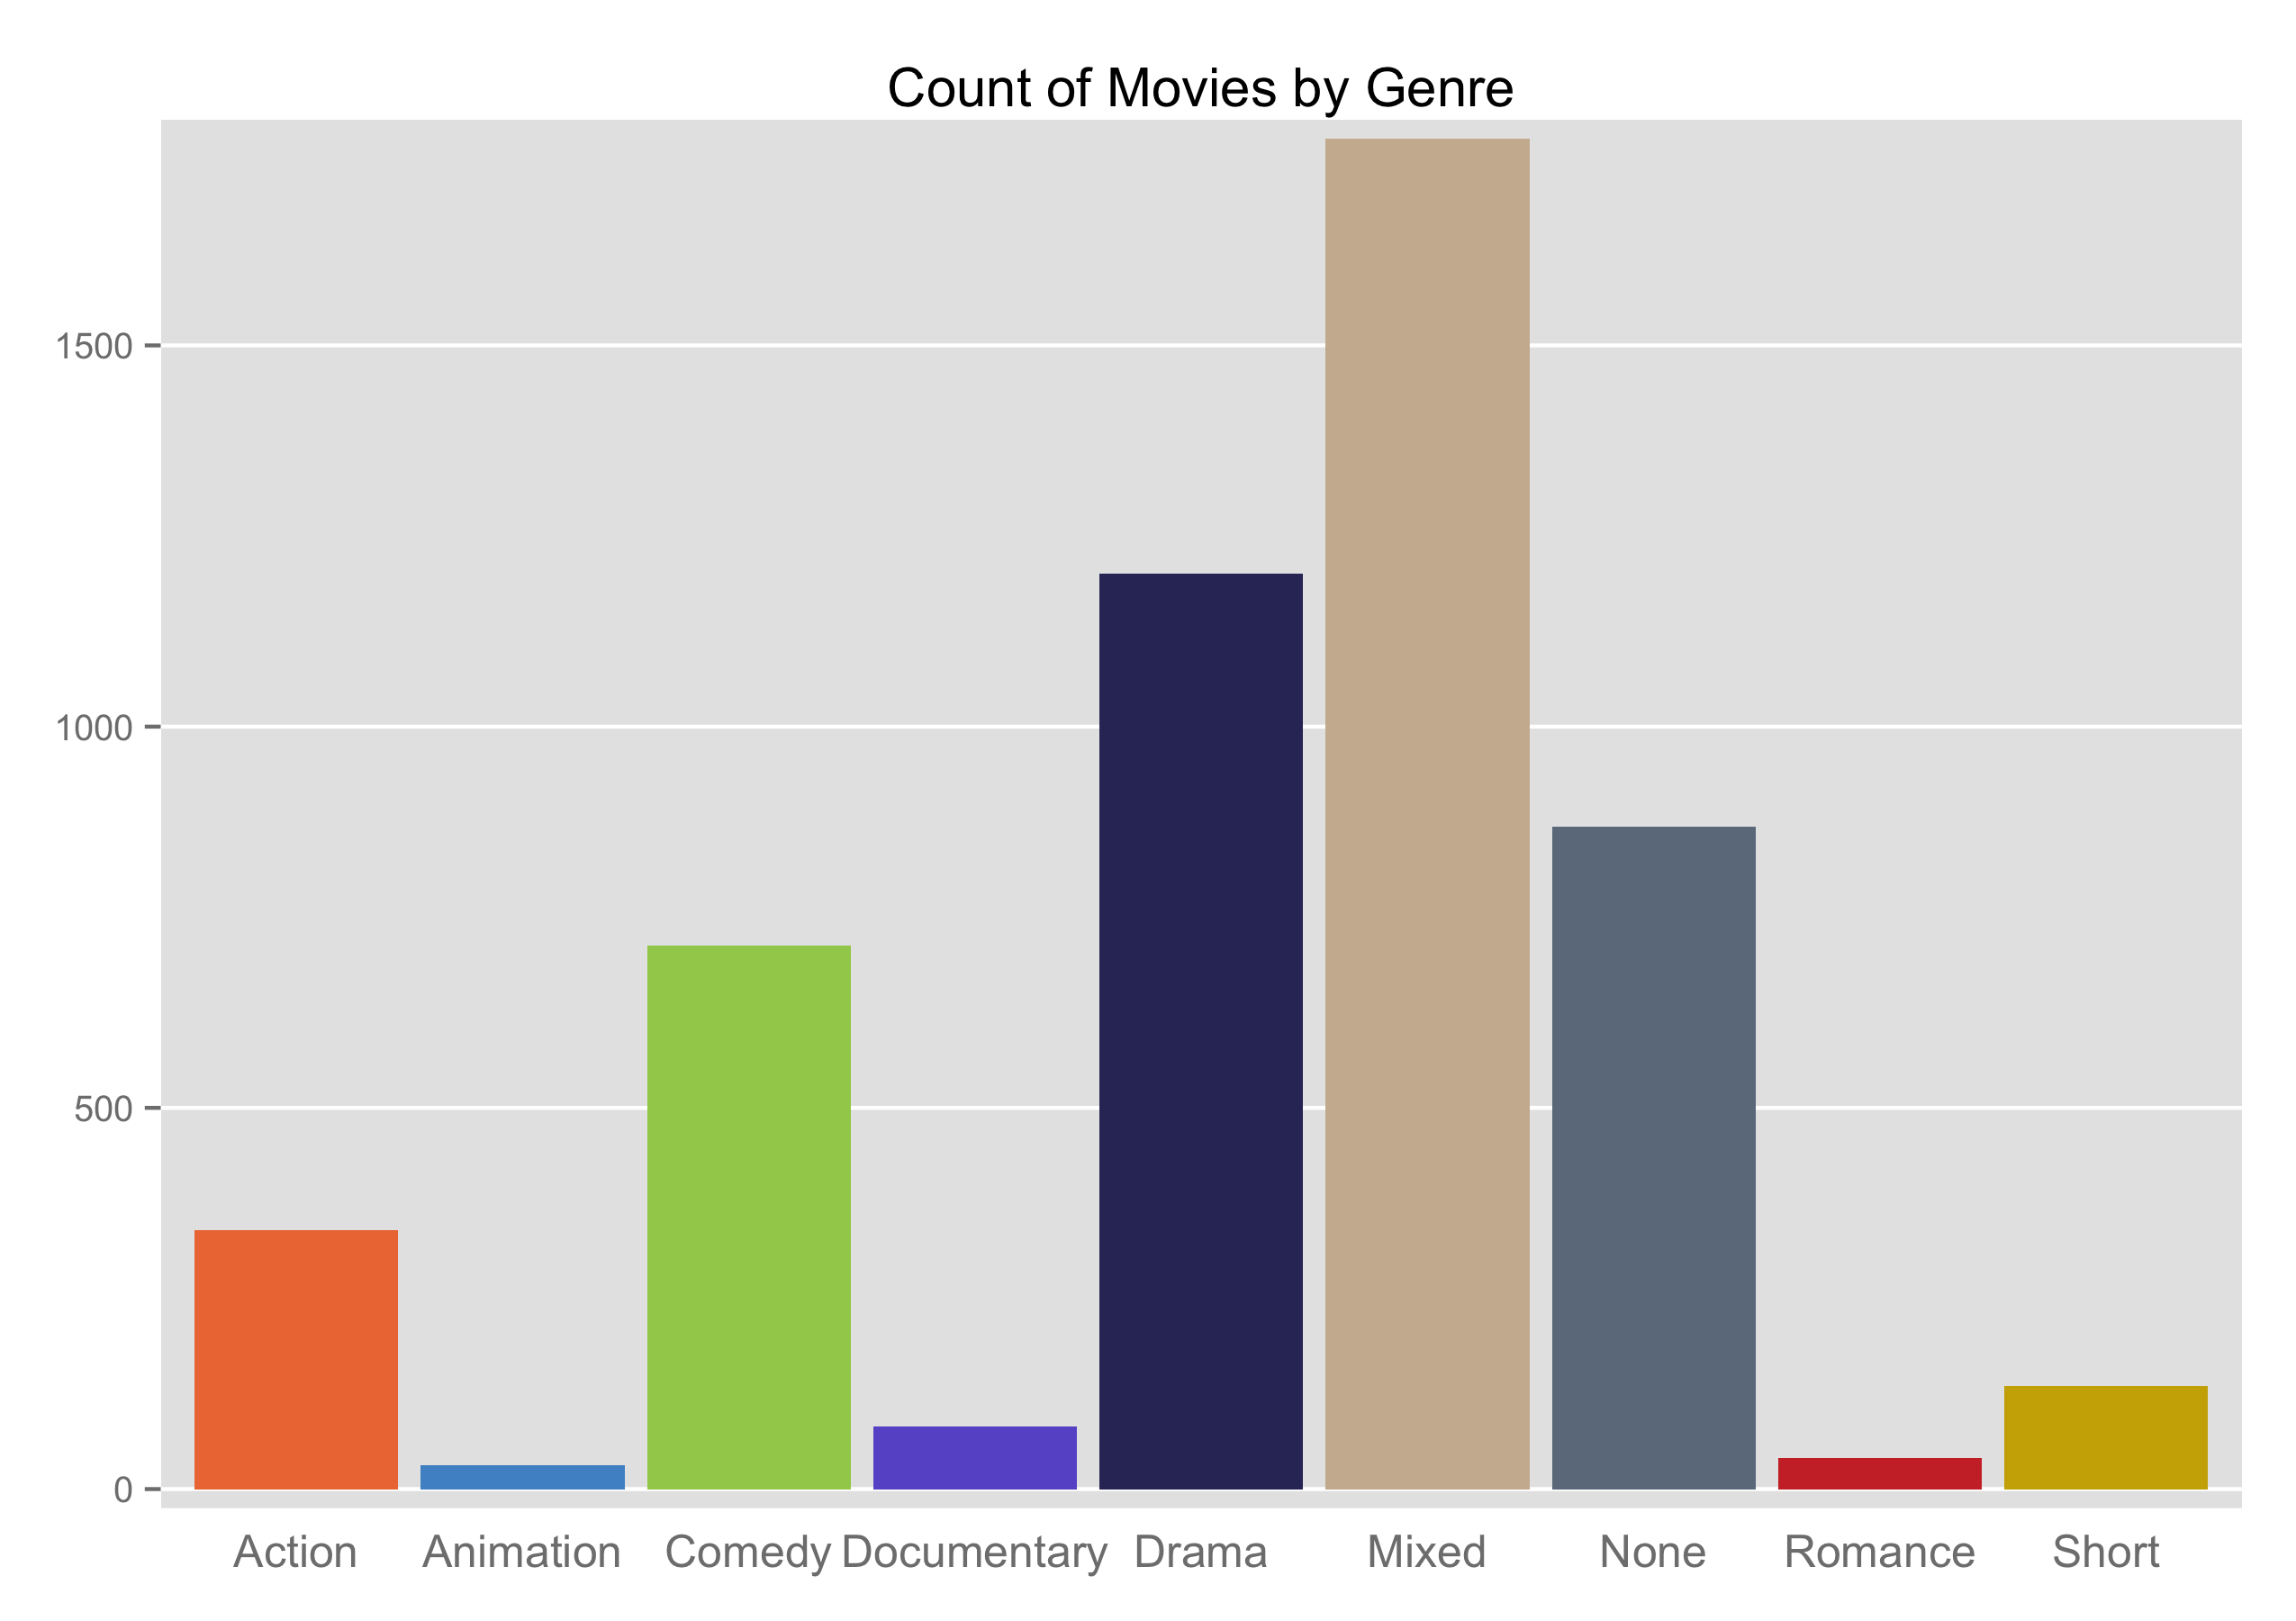 Count of Movies by Genre
1500
1000
500
0
Action Animation Comedy Documentary Drama Mixed None Romance Short